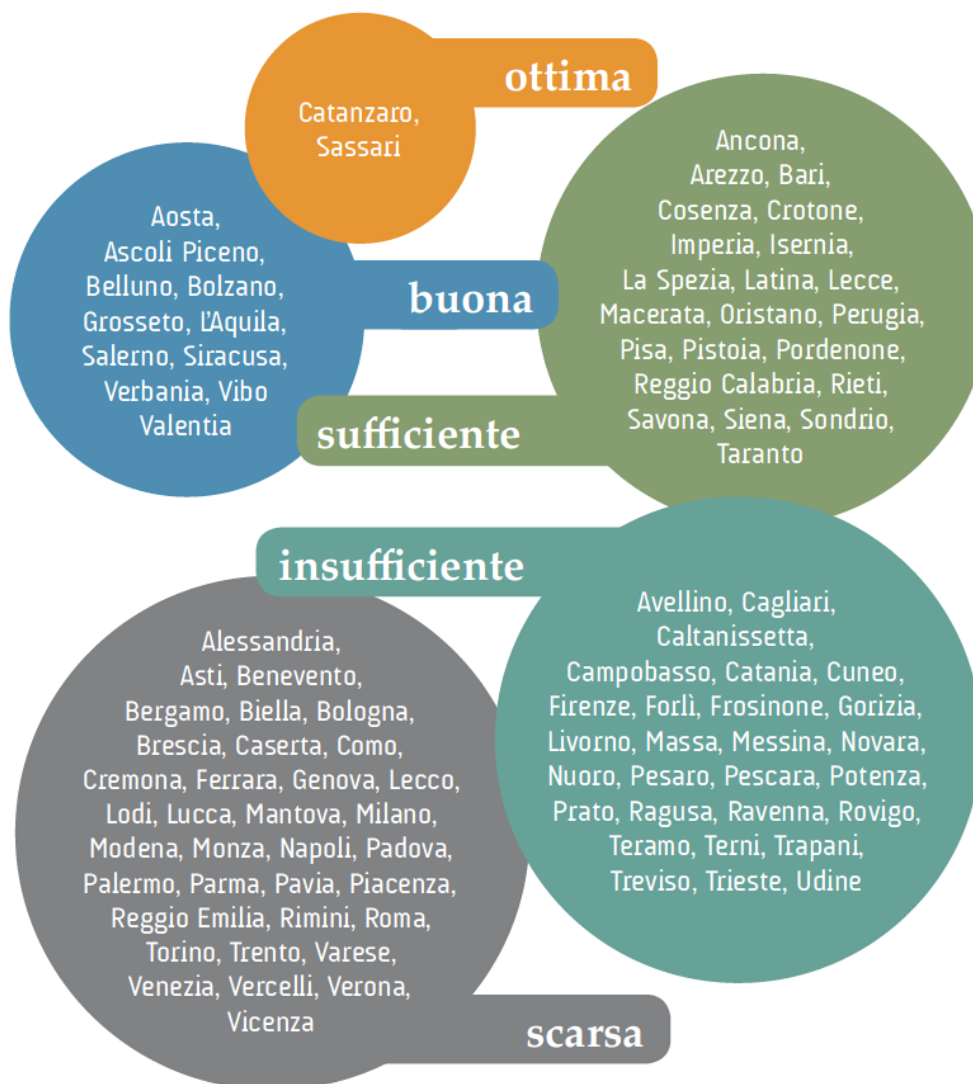 ottima
Catanzaro,
Sassari
Aosta,
Ascoli Piceno,
Belluno, Bolzano,
Grosseto, L'Aquila,
Salerno, Siracusa,
Verbania, Vibo
Valentia
buona
Ancona,
Arezzo, Bari,
Cosenza, Crotone,
Imperia, Isernia,
La Spezia, Latina, Lecce,
Macerata, Oristano, Perugia,
Pisa, Pistoia, Pordenone,
Reggio Calabria, Rieti,
Savona, Siena, Sondrio,
Taranto
sufficiente
insufficiente
Avellino, Cagliari,
Caltanissetta,
Campobasso, Catania, Cuneo,
Firenze, Forlì, Frosinone, Gorizia,
Livorno, Massa, Messina, Novara,
Nuoro, Pesaro, Pescara, Potenza,
Prato, Ragusa, Ravenna, Rovigo,
Teramo, Terni, Trapani,
Treviso, Trieste, Udine
Alessandria,
Asti, Benevento,
Bergamo, Biella, Bologna,
Brescia, Caserta, Como,
Cremona, Ferrara, Genova, Lecco,
Lodi, Lucca, Mantova, Milano,
Modena, Monza, Napoli, Padova,
Palermo, Parma, Pavia, Piacenza,
Reggio Emilia, Rimini, Roma,
Torino, Trento, Varese,
Venezia, Vercelli, Verona,
Vicenza
scarsa